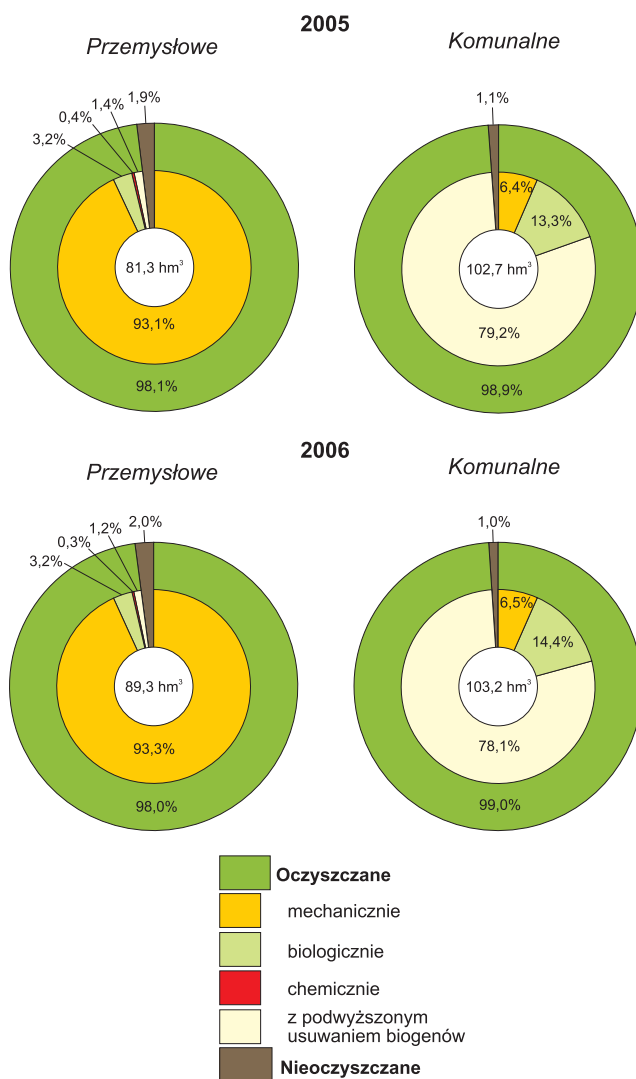 2005
Przemysłowe
Komunalne
1,4%
1,9%
0,4%
3,2%
1,1%
6,4%
13,3%
81,3 hm³
102,7 hm³
93,1%
79,2%
98,1%
98,9%
2006
Przemysłowe
Komunalne
1,2%
2,0%
0,3%
3,2%
1,0%
6,5%
14,4%
89,3 hm³
103,2 hm³
93,3%
78,1%
98,0%
99,0%
Oczyszczane
mechanicznie
biologicznie
chemicznie
z podwyższonym
usuwaniem biogenów
Nieoczyszczane